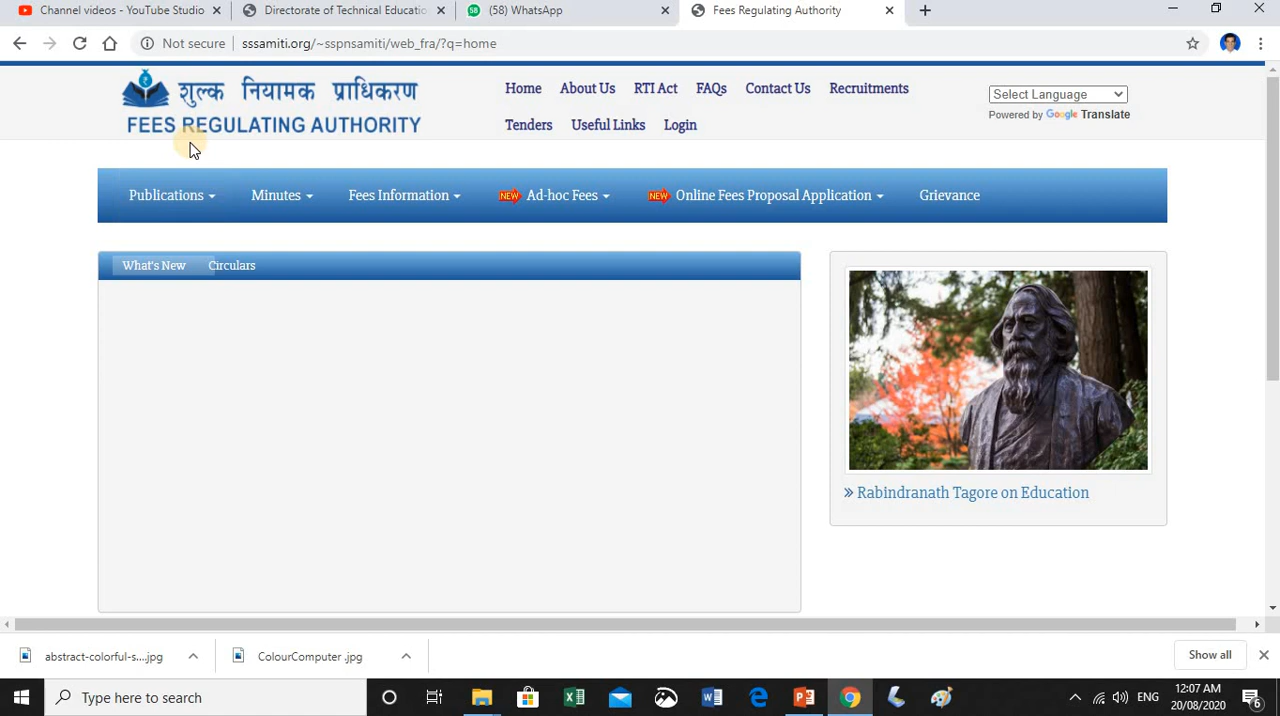 Channel videos - YouTube Studio
Directorate of Technical Educatio
(58) WhatsApp
Fees Regulating Authority
Not secure
sssamiti.org/~sspnsamiti/web_fra/?q=home
शुल्क नियामक प्राधिकरण
FEES REGULATING AUTHORITY
Home About Us RTI Act FAQs Contact Us Recruitments
Tenders Useful Links Login
Select Language
Powered by Google Translate
Publications Minutes Fees Information NEW Ad-hoc Fees NEW Online Fees Proposal Application Grievance
What's New Circulars
Rabindranath Tagore on Education
abstract-colorful-s....jpg
ColourComputer .jpg
Show all
Type here to search
ENG
12:07 AM
20/08/2020
6